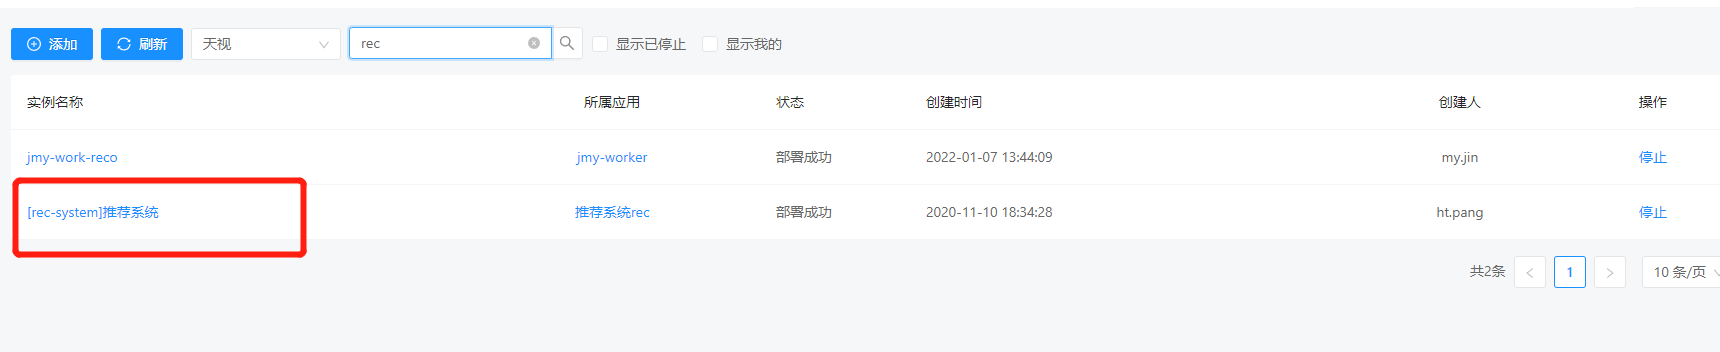 添加 刷新 天视 rec 显示已停止 显示我的
实例名称 所属应用 状态 创建时间 创建人 操作
jmy-work-reco jmy-worker 部署成功 2022-01-07 13:44:09 my.jin 停止
[rec-system]推荐系统 推荐系统rec 部署成功 2020-11-10 18:34:28 ht.pang 停止
共2条 < 1 > 10 条/页